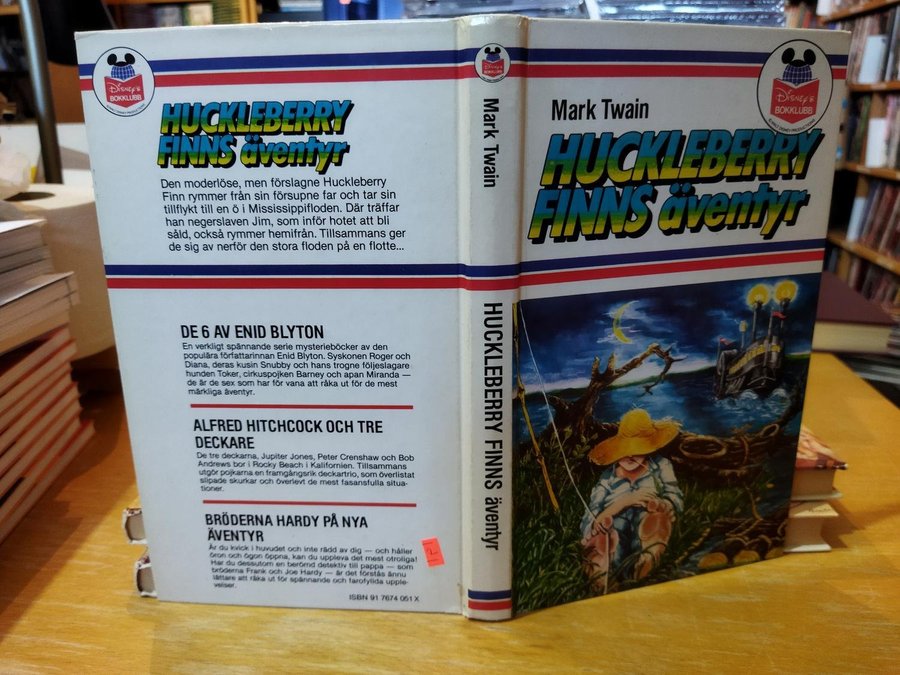 DISNEY'S
BOKKLUBB
HUCKLEBERRY
FINNS äventyr
Den moderlöse, men förslagne Huckleberry
Finn rymmer från sin försupne far och tar sin
tillflykt till en ö i Mississippifloden. Där träffar
han negerslaven Jim, som inför hotet att bli
såld, också rymmer hemifrån. Tillsammans ger
de sig av nerför den stora floden på en flotte...
DE 6 AV ENID BLYTON
En verkligt spännande serie mysterieböcker av den
populära författarinnan Enid Blyton. Syskonen Roger och
Diana, deras kusin Snubby och hans trogne följeslagare
hunden Toker, cirkuspojken Barney och apan Miranda —
de är de sex som har för vana att råka ut för de mest
märkliga äventyr.
ALFRED HITCHCOCK OCH TRE
DECKARE
De tre deckarna, Jupiter Jones, Peter Crenshaw och Bob
Andrews bor i Rocky Beach i Kalifornien. Tillsammans
utgör pojkarna en framgångsrik deckartrio, som överlistat
slipade skurkar och överlevt de mest fasansfulla situa-
tioner.
BRÖDERNA HARDY PÅ NYA
ÄVENTYR
Är du kvick i huvudet och inte rädd av dig — och håller
öron och ögon öppna, kan du uppleva det mest otroliga!
Har du dessutom en berömd detektiv till pappa — som
bröderna Frank och Joe Hardy — är det förstås ännu
lättare att råka ut för spännande och farofyllda upple-
velser.
ISBN 91 7674 051 X
Mark Twain
HUCKLEBERRY FINNS äventyr
DISNEY'S
BOKKLUBB
Mark Twain
HUCKLEBERRY
FINNS äventyr